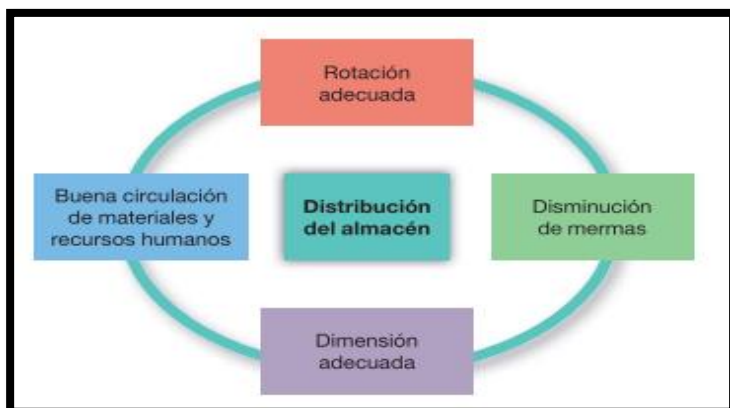 Rotación
adecuada
Buena circulación
de materiales y
recursos humanos
Distribución
del almacén
Disminución
de mermas
Dimensión
adecuada